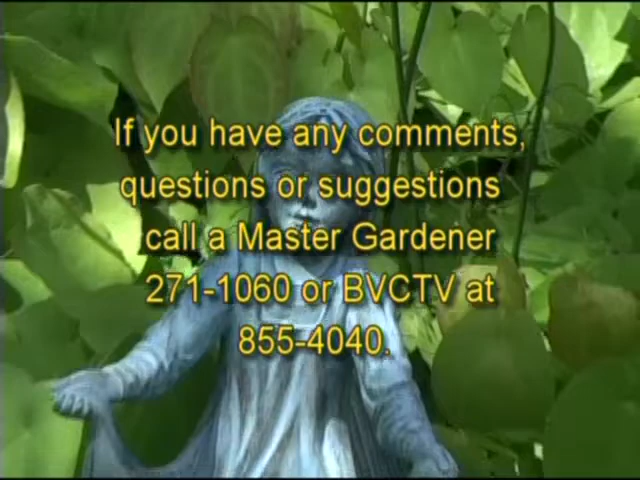 If you have any comments,
questions or suggestions
call a Master Gardener
271-1060 or BVCTV at
855-4040.